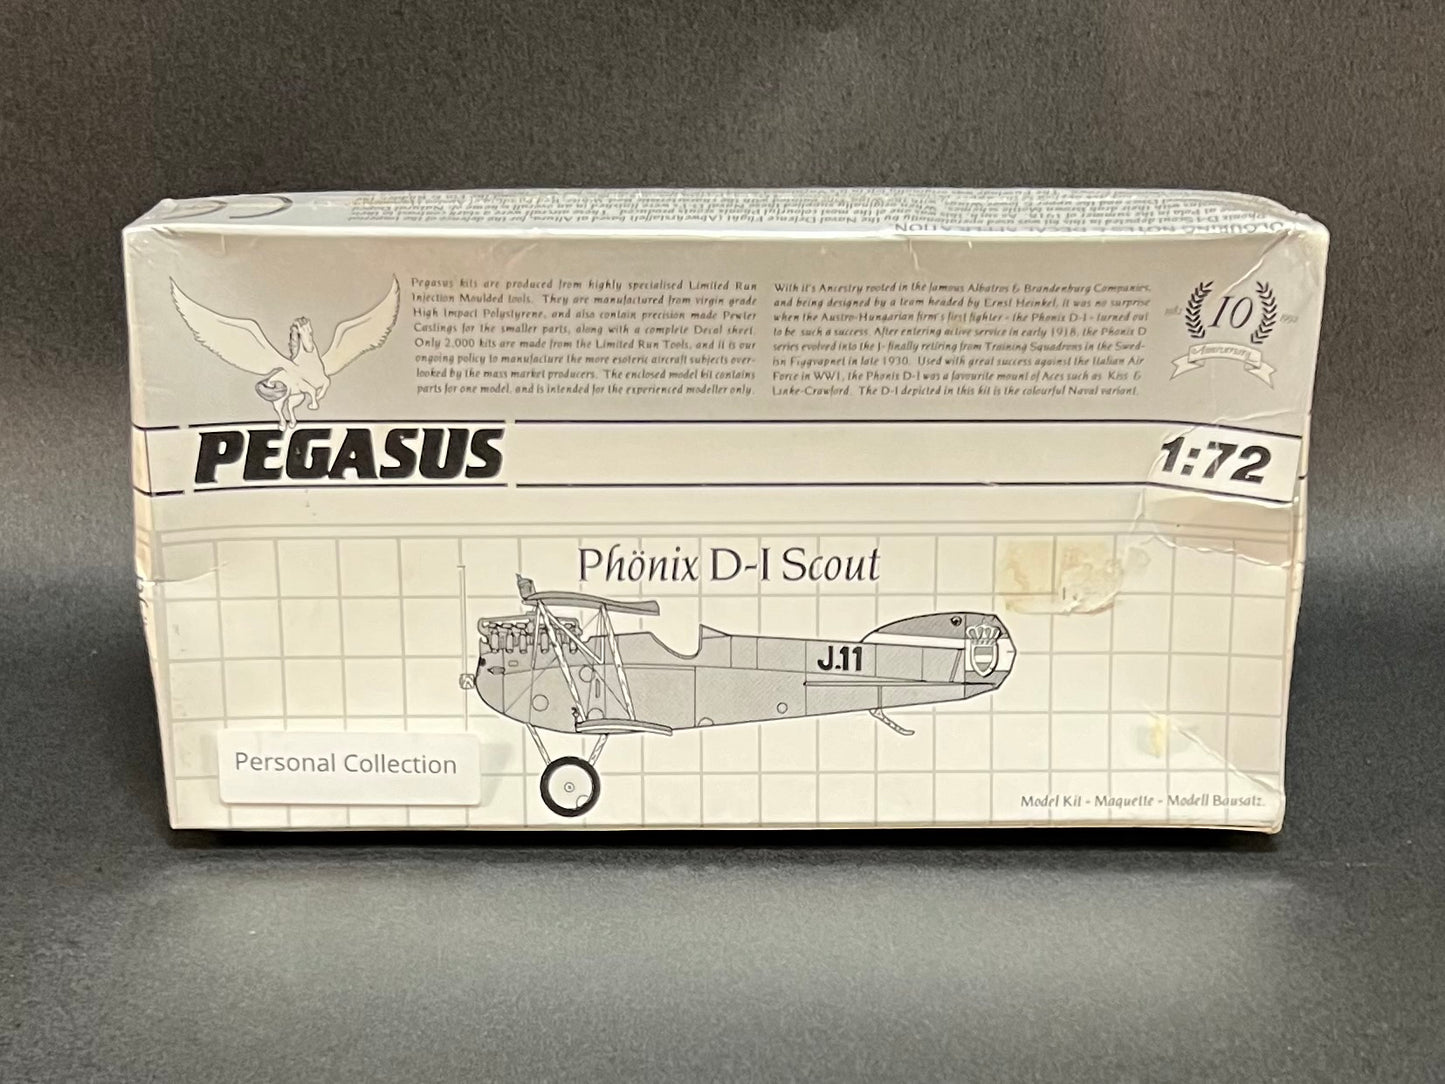 Pegasus kits are produced from highly specialised Limited Run
Injection Moulded tools. They are manufactured from virgin grade
High Impact Polystyrene, and also contain precision made Pewter
Castings for the smaller parts, along with a complete Decal sheet.
Only 2,000 kits are made from the Limited Run Tools, and it is our
ongoing policy to manufacture the more esoteric aircraft subjects over-
looked by the mass market producers. The enclosed model kit contains
parts for one model, and is intended for the experienced modeller only.
With it's Ancestry rooted in the famous Albatros & Brandenburg Companies,
and being designed by a team headed by Ernst Heinkel, it was no surprise
when the Austro-Hungarian firm's first fighter - the Phonix D-I - turned out
to be such a success. After entering active service in early 1918, the Phonix D
series evolved into the J- finally retiring from Training Squadrons in the Swed-
ish Figgvapnet in late 1930. Used with great success against the Italian Air
Force in WW1, the Phonix D-I was a favourite mount of Aces such as Kiss &
Linke-Crawford. The D-I depicted in this kit is the colourful Naval variant.
10
Anniversary
PEGASUS
1:72
Phönix D-I Scout
J.11
Personal Collection
Model Kit - Maquette - Modell Bausatz.